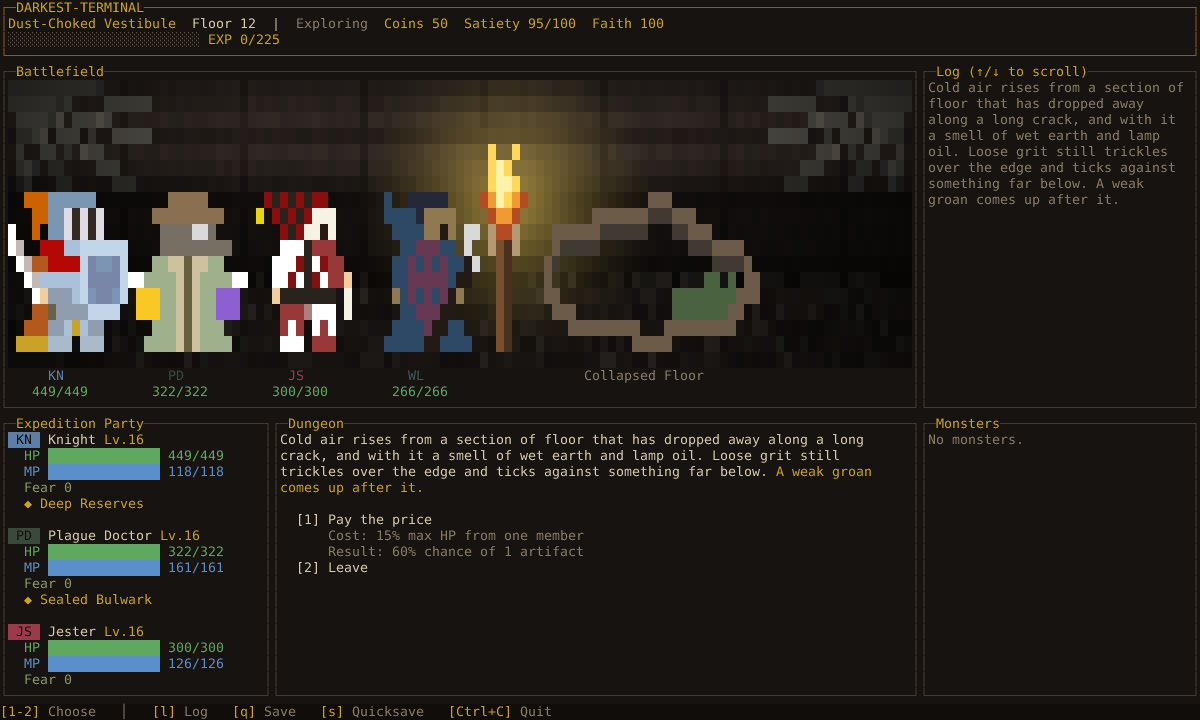 DARKEST-TERMINAL
Dust-Choked Vestibule  Floor 12  |  Exploring  Coins 50  Satiety 95/100  Faith 100
EXP 0/225
Battlefield
KN PD JS WL Collapsed Floor
449/449 322/322 300/300 266/266
Log (↑/↓ to scroll)
Cold air rises from a section of
floor that has dropped away
along a long crack, and with it
a smell of wet earth and lamp
oil. Loose grit still trickles
over the edge and ticks against
something far below. A weak
groan comes up after it.
Expedition Party
KN Knight Lv.16
HP 449/449
MP 118/118
Fear 0
◆ Deep Reserves
PD Plague Doctor Lv.16
HP 322/322
MP 161/161
Fear 0
◆ Sealed Bulwark
JS Jester Lv.16
HP 300/300
MP 126/126
Fear 0
Dungeon
Cold air rises from a section of floor that has dropped away along a long
crack, and with it a smell of wet earth and lamp oil. Loose grit still
trickles over the edge and ticks against something far below. A weak groan
comes up after it.
[1] Pay the price
Cost: 15% max HP from one member
Result: 60% chance of 1 artifact
[2] Leave
Monsters
No monsters.
[1-2] Choose │ [l] Log [q] Save [s] Quicksave [Ctrl+C] Quit